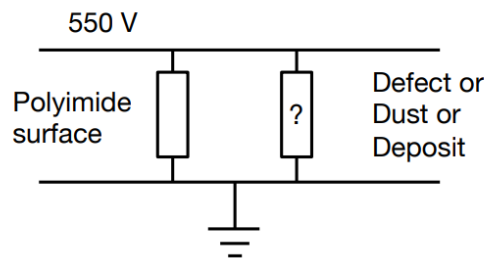 550 V
Polyimide
surface
?
Defect or
Dust or
Deposit